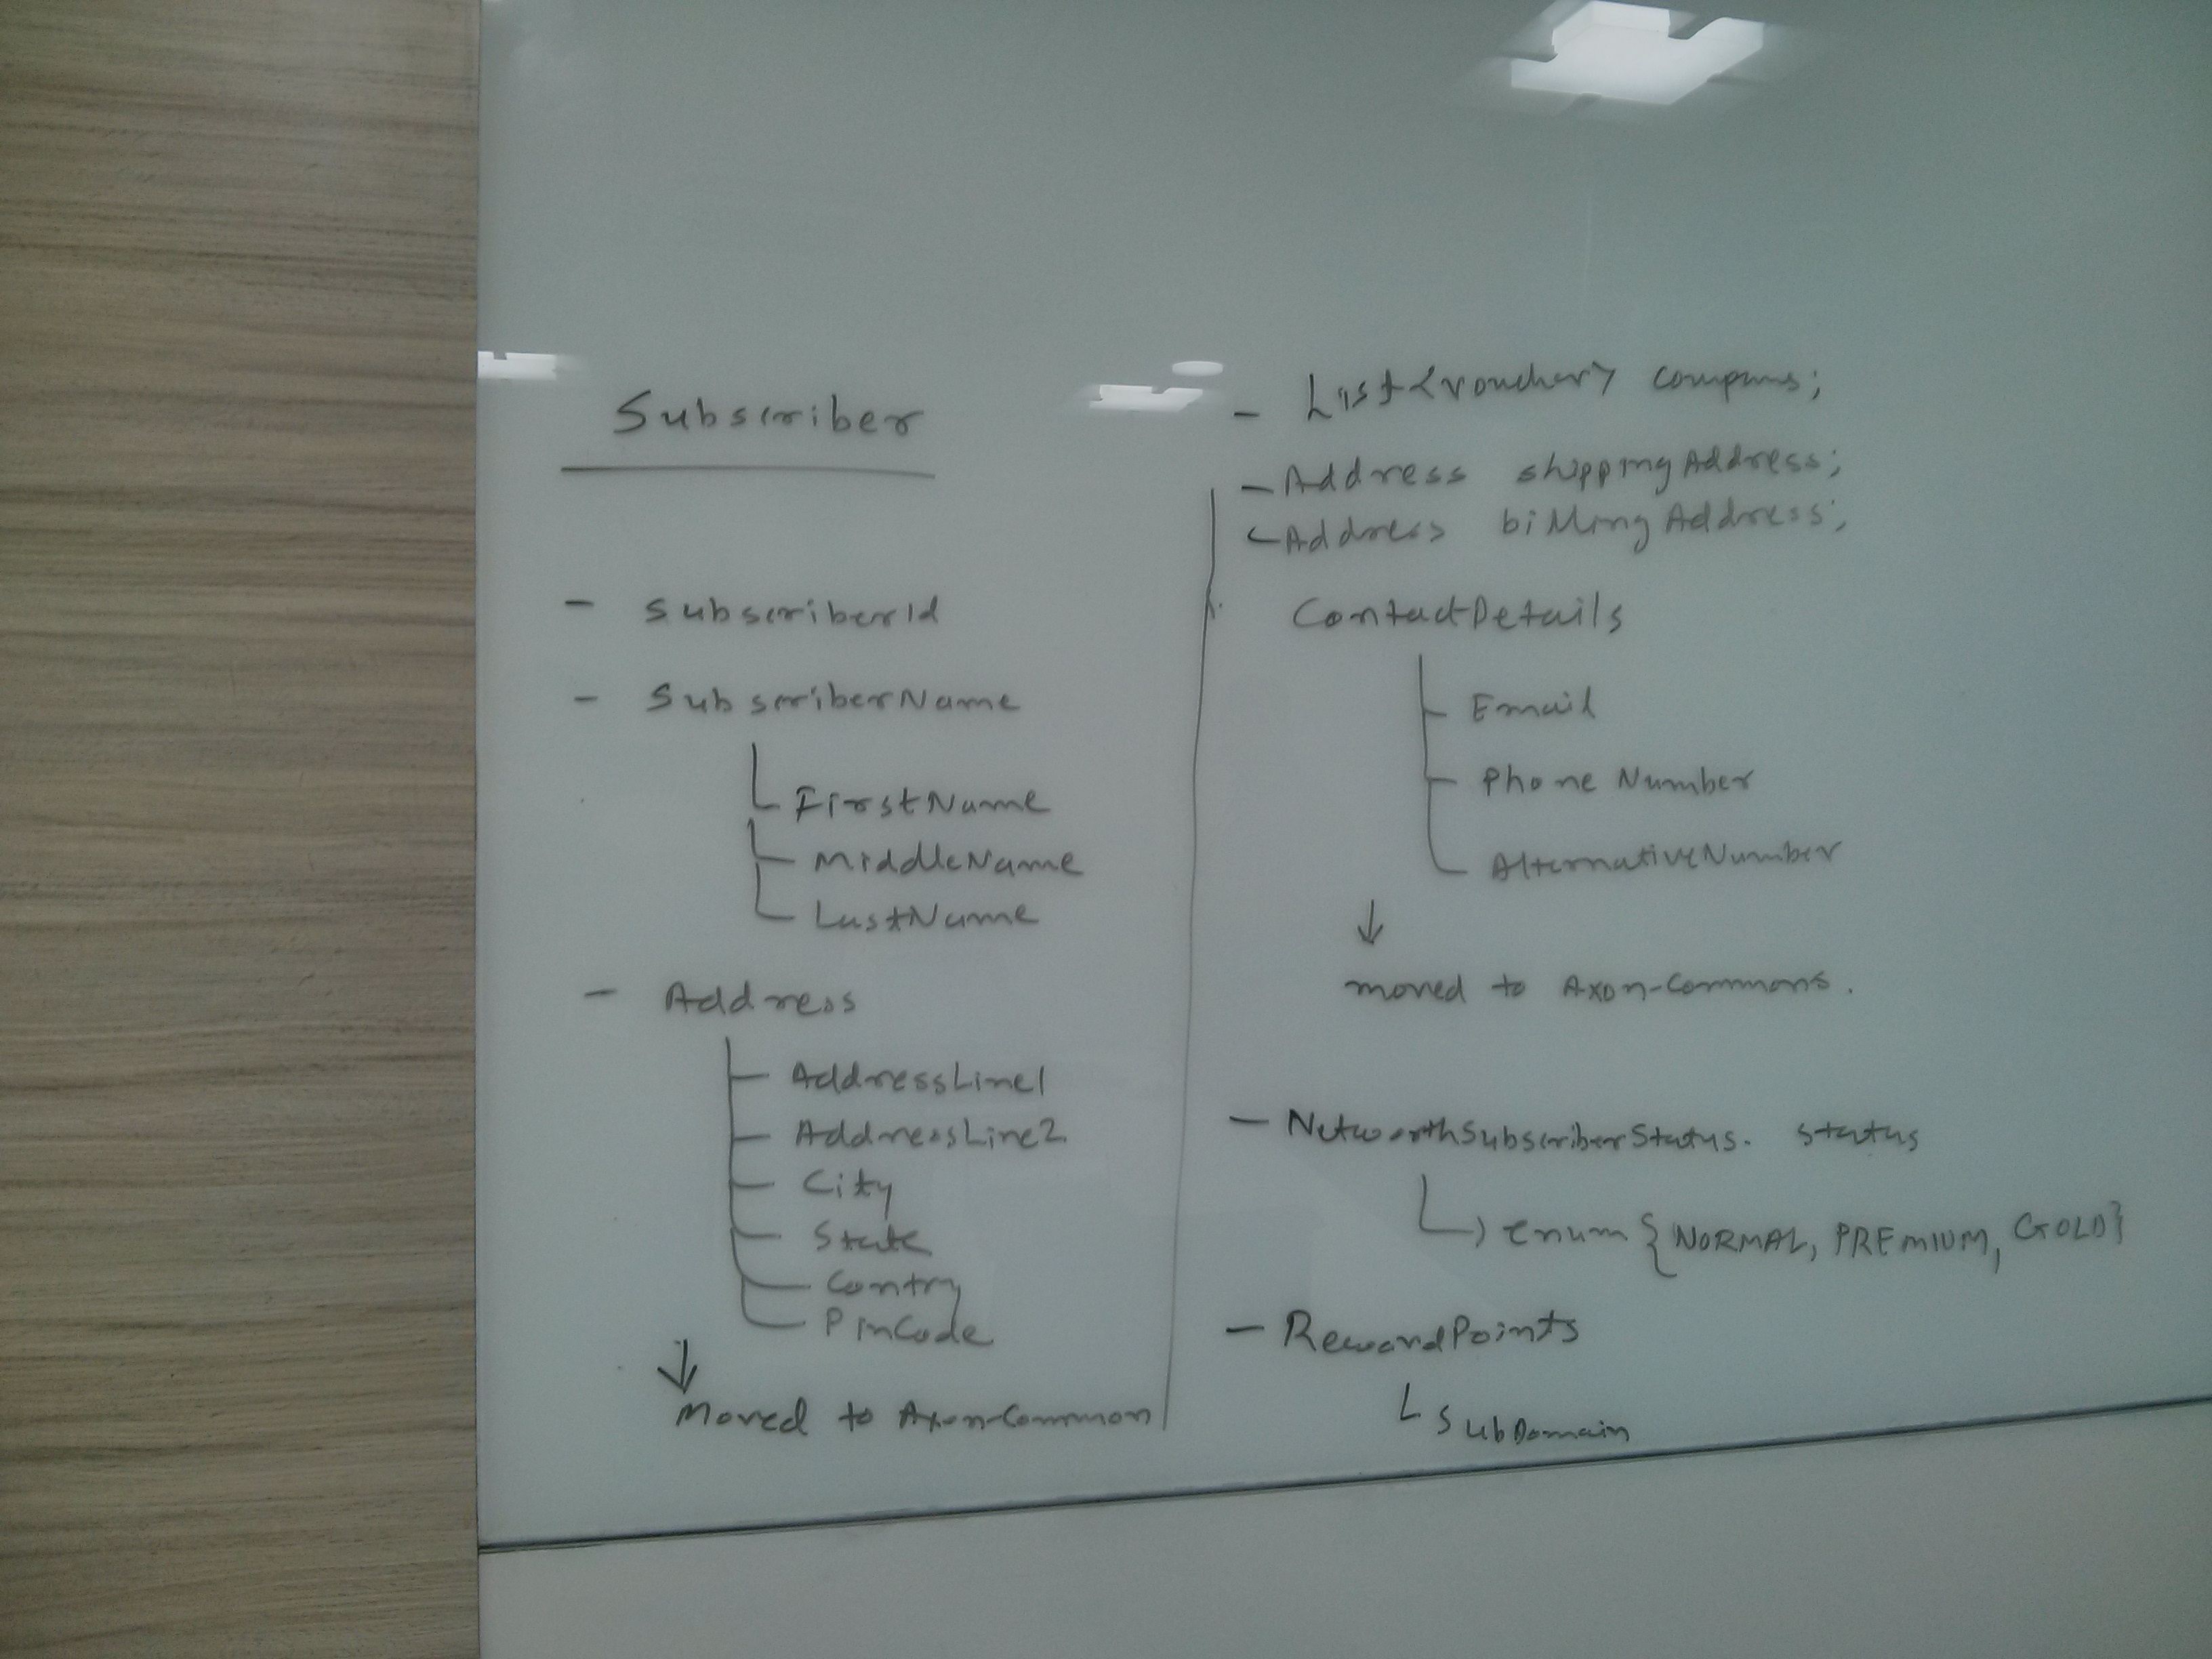 Subscriber
- SubscriberId
- SubscriberName
FirstName
MiddleName
LastName
- Address
AddressLine1
AddressLine2
City
State
Contry
PinCode
↓
Moved to Axon-Common
- List<voucher> coupons;
- Address shippingAddress;
- Address billingAddress;
ContactDetails
Email
Phone Number
AlternativeNumber
↓
moved to Axon-Commons.
- NetworthSubscriberStatus. status
enum {NORMAL, PREMIUM, GOLD}
- RewardPoints
SubDomain